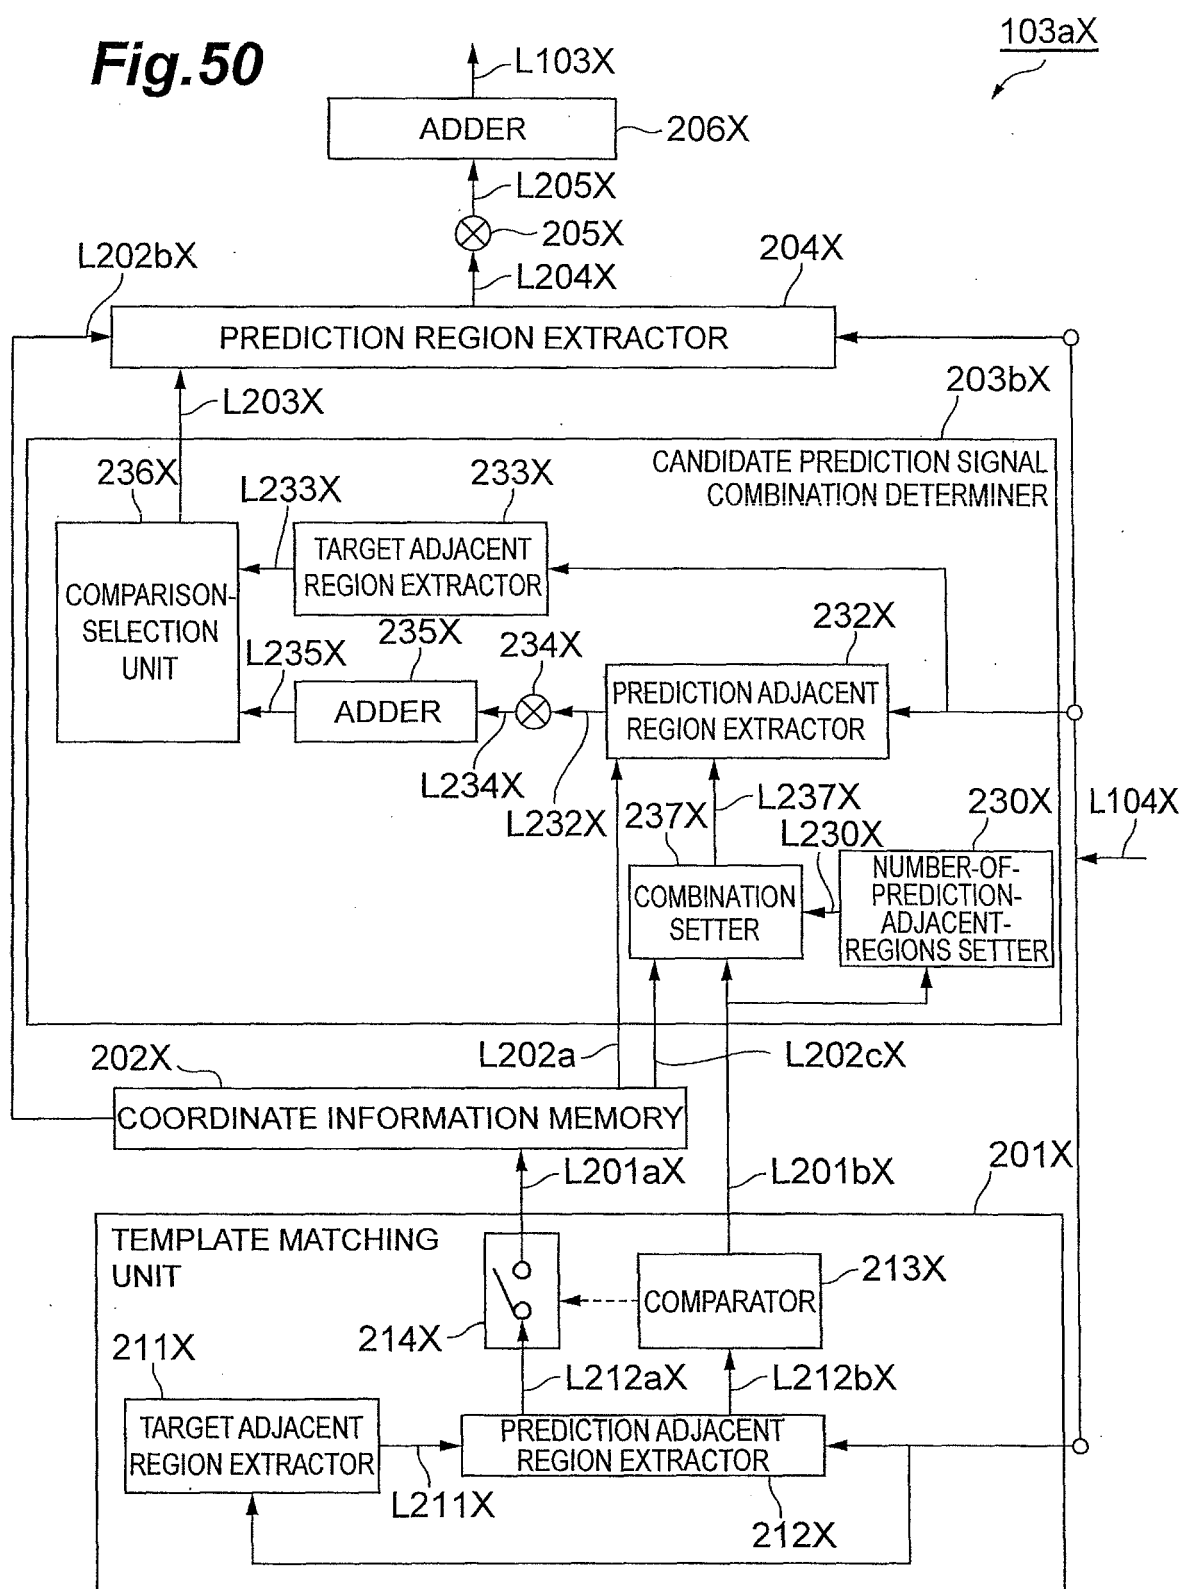 Fig.50
103aX
L103X
ADDER
206X
L205X
205X
L202bX
204X
L204X
PREDICTION REGION EXTRACTOR
203bX
L203X
CANDIDATE PREDICTION SIGNAL
COMBINATION DETERMINER
236X
L233X
233X
TARGET ADJACENT
REGION EXTRACTOR
COMPARISON-
SELECTION
UNIT
235X
L235X
234X
232X
ADDER
PREDICTION ADJACENT
REGION EXTRACTOR
L234X
L232X
237X
L237X
L230X
230X
L104X
COMBINATION
SETTER
NUMBER-OF-
PREDICTION-
ADJACENT-
REGIONS SETTER
202X
L202a
L202cX
COORDINATE INFORMATION MEMORY
L201aX
L201bX
201X
TEMPLATE MATCHING
UNIT
213X
COMPARATOR
214X
211X
L212aX
L212bX
TARGET ADJACENT
REGION EXTRACTOR
PREDICTION ADJACENT
REGION EXTRACTOR
L211X
212X